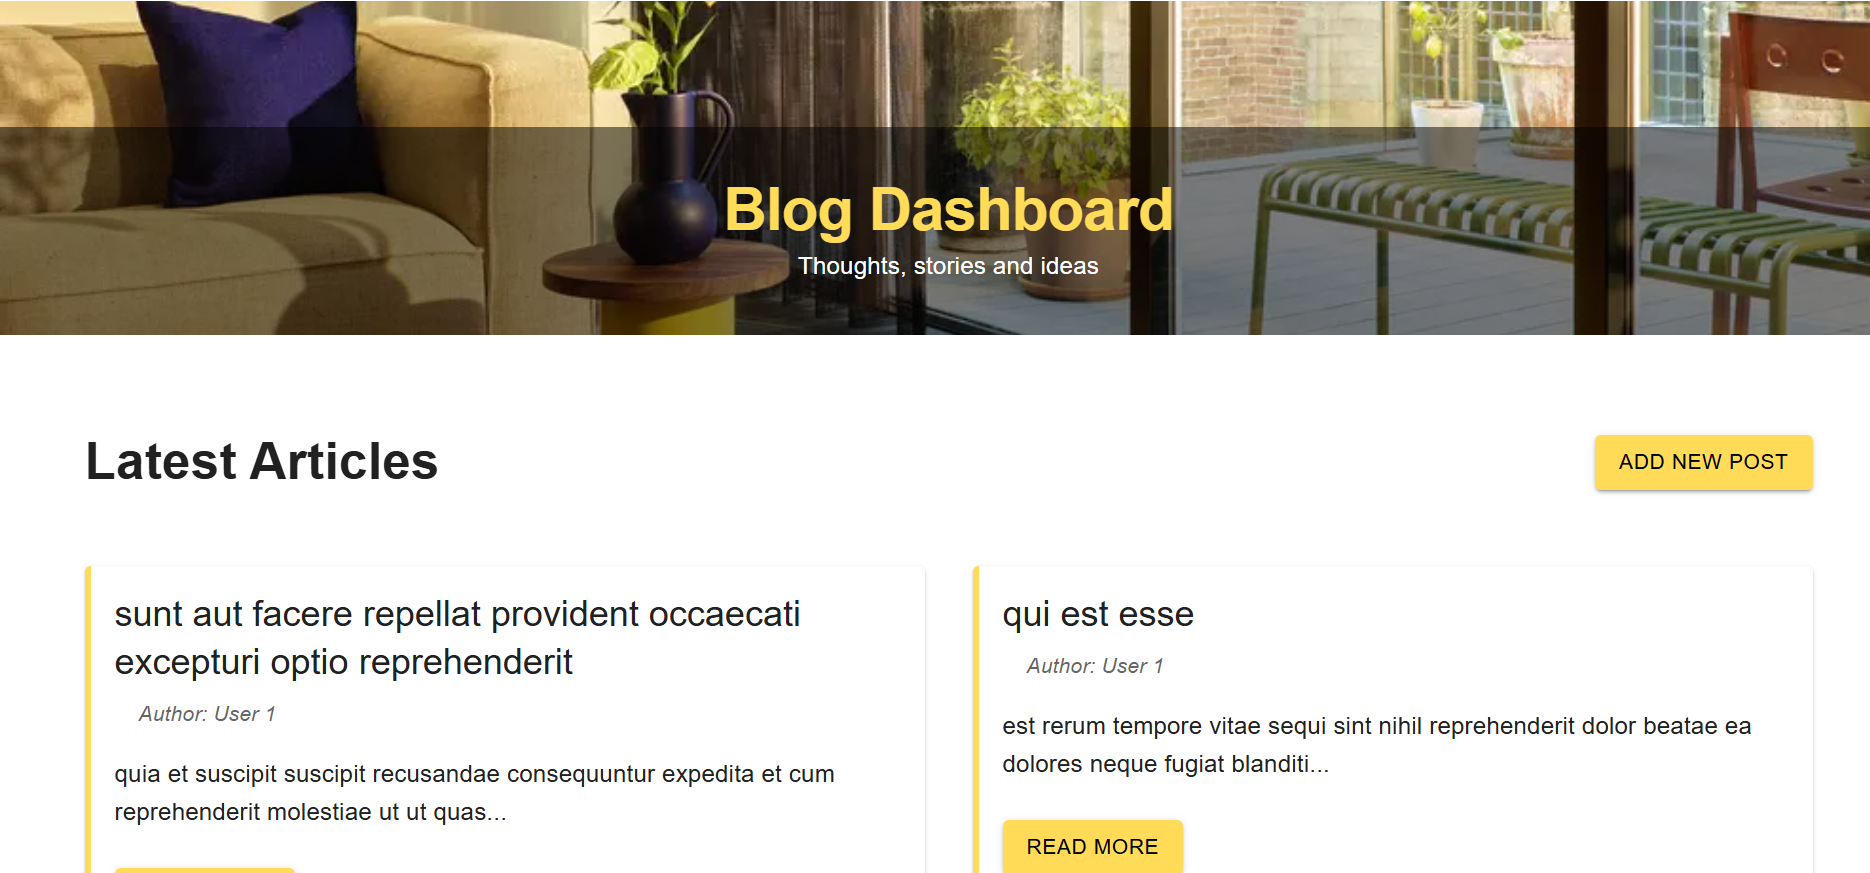 Blog Dashboard
Thoughts, stories and ideas
Latest Articles
ADD NEW POST
sunt aut facere repellat provident occaecati
excepturi optio reprehenderit
Author: User 1
quia et suscipit suscipit recusandae consequuntur expedita et cum
reprehenderit molestiae ut ut quas...
qui est esse
Author: User 1
est rerum tempore vitae sequi sint nihil reprehenderit dolor beatae ea
dolores neque fugiat blanditi...
READ MORE